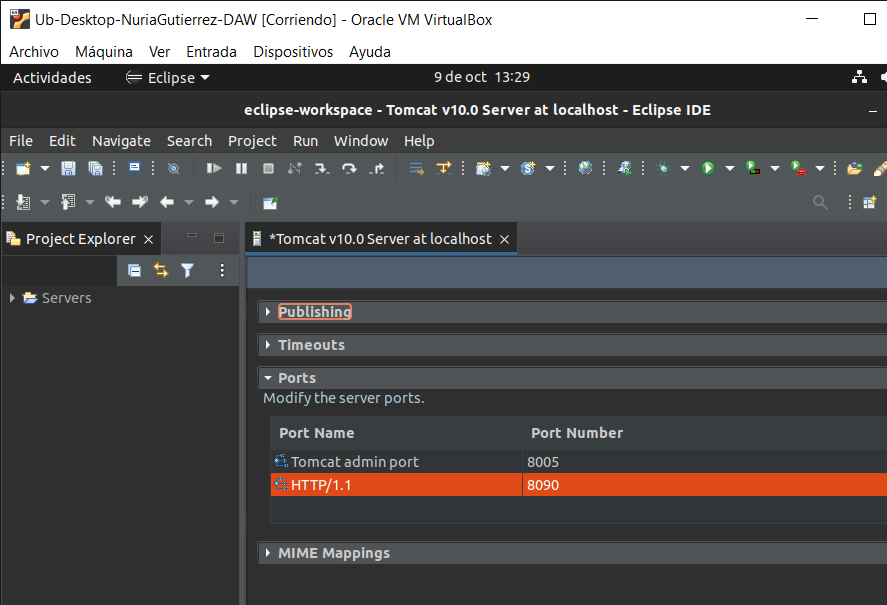 Ub-Desktop-NuriaGutierrez-DAW [Corriendo] - Oracle VM VirtualBox
Archivo Máquina Ver Entrada Dispositivos Ayuda
Actividades Eclipse 9 de oct 13:29
eclipse-workspace - Tomcat v10.0 Server at localhost - Eclipse IDE
File Edit Navigate Search Project Run Window Help
Project Explorer *Tomcat v10.0 Server at localhost
Servers
Publishing
Timeouts
Ports
Modify the server ports.
Port Name Port Number
Tomcat admin port 8005
HTTP/1.1 8090
MIME Mappings